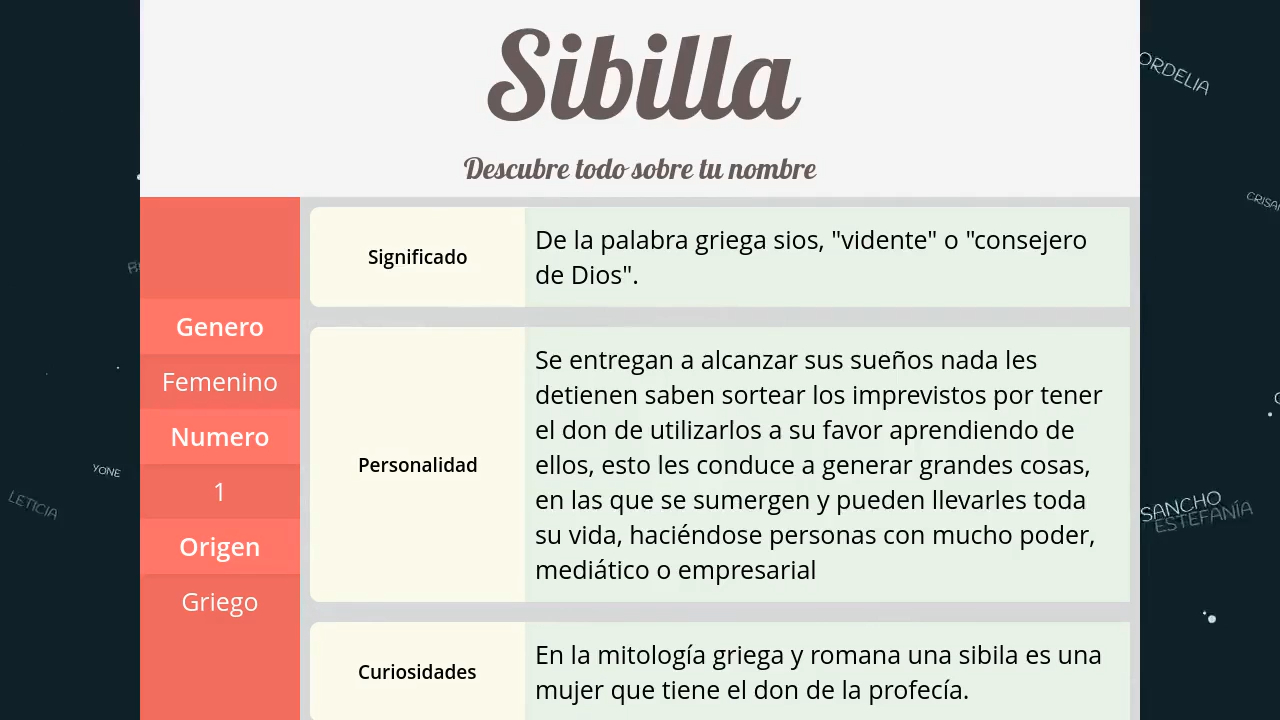 Sibilla
Descubre todo sobre tu nombre
Genero
Femenino
Numero
1
Origen
Griego
Significado
De la palabra griega sios, "vidente" o "consejero
de Dios".
Personalidad
Se entregan a alcanzar sus sueños nada les
detienen saben sortear los imprevistos por tener
el don de utilizarlos a su favor aprendiendo de
ellos, esto les conduce a generar grandes cosas,
en las que se sumergen y pueden llevarles toda
su vida, haciéndose personas con mucho poder,
mediático o empresarial
Curiosidades
En la mitología griega y romana una sibila es una
mujer que tiene el don de la profecía.
YONE
LETICIA
ORDELIA
CRISAN
SANCHO
ESTEFANÍA